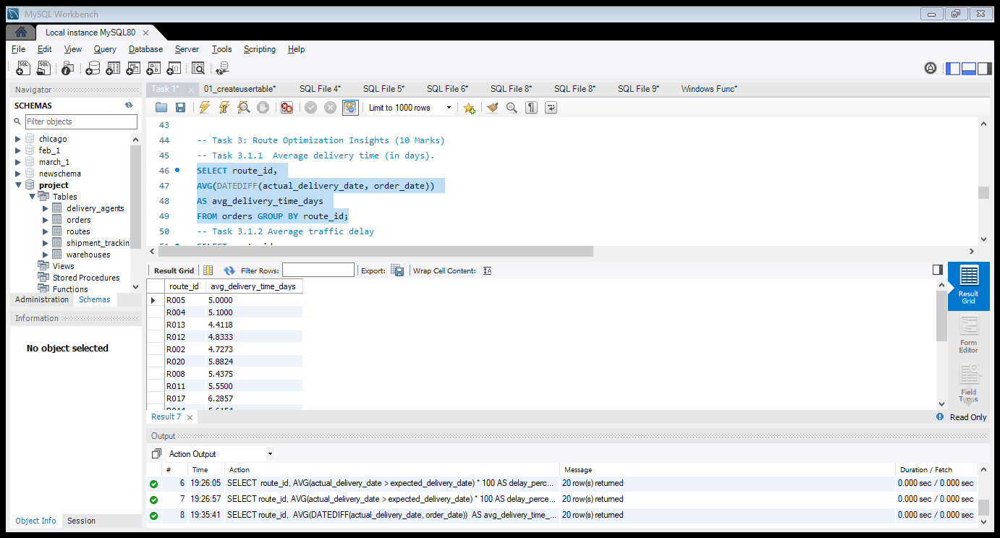 MySQL Workbench
Local instance MySQL80
File Edit View Query Database Server Tools Scripting Help
Navigator
SCHEMAS
Filter objects
chicago
feb_1
march_1
newschema
project
Tables
delivery_agents
orders
routes
shipment_trackin
warehouses
Views
Stored Procedures
Functions
Administration Schemas
Information
No object selected
Object Info Session
Task 1* 01_createusertable* SQL File 4* SQL File 5* SQL File 6* SQL File 8* SQL File 8* SQL File 9* Windows Func*
Limit to 1000 rows
43
44 -- Task 3: Route Optimization Insights (10 Marks)
45 -- Task 3.1.1 Average delivery time (in days).
46 SELECT route_id,
47 AVG(DATEDIFF(actual_delivery_date, order_date))
48 AS avg_delivery_time_days
49 FROM orders GROUP BY route_id;
50 -- Task 3.1.2 Average traffic delay
Result Grid Filter Rows: Export: Wrap Cell Content:
route_id avg_delivery_time_days
R005 5.0000
R004 5.1000
R013 4.4118
R012 4.8333
R002 4.7273
R020 5.8824
R008 5.4375
R011 5.5500
R017 6.2857
Result Grid
Form Editor
Field Types
Result 7
Read Only
Output
Action Output
# Time Action Message Duration / Fetch
6 19:26:05 SELECT route_id, AVG(actual_delivery_date > expected_delivery_date) * 100 AS delay_perce... 20 row(s) returned 0.000 sec / 0.000 sec
7 19:26:57 SELECT route_id, AVG(actual_delivery_date > expected_delivery_date) * 100 AS delay_perce... 20 row(s) returned 0.000 sec / 0.000 sec
8 19:35:41 SELECT route_id, AVG(DATEDIFF(actual_delivery_date, order_date)) AS avg_delivery_time_... 20 row(s) returned 0.000 sec / 0.000 sec